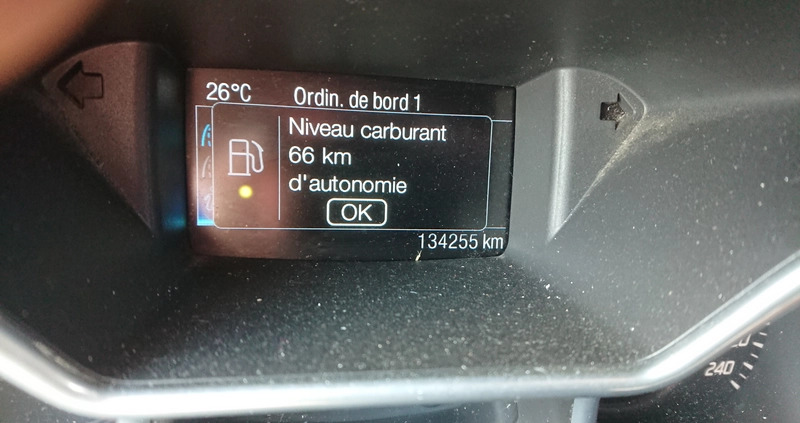 26°C Ordin. de bord 1
Niveau carburant
66 km
d'autonomie
OK
134255 km
240